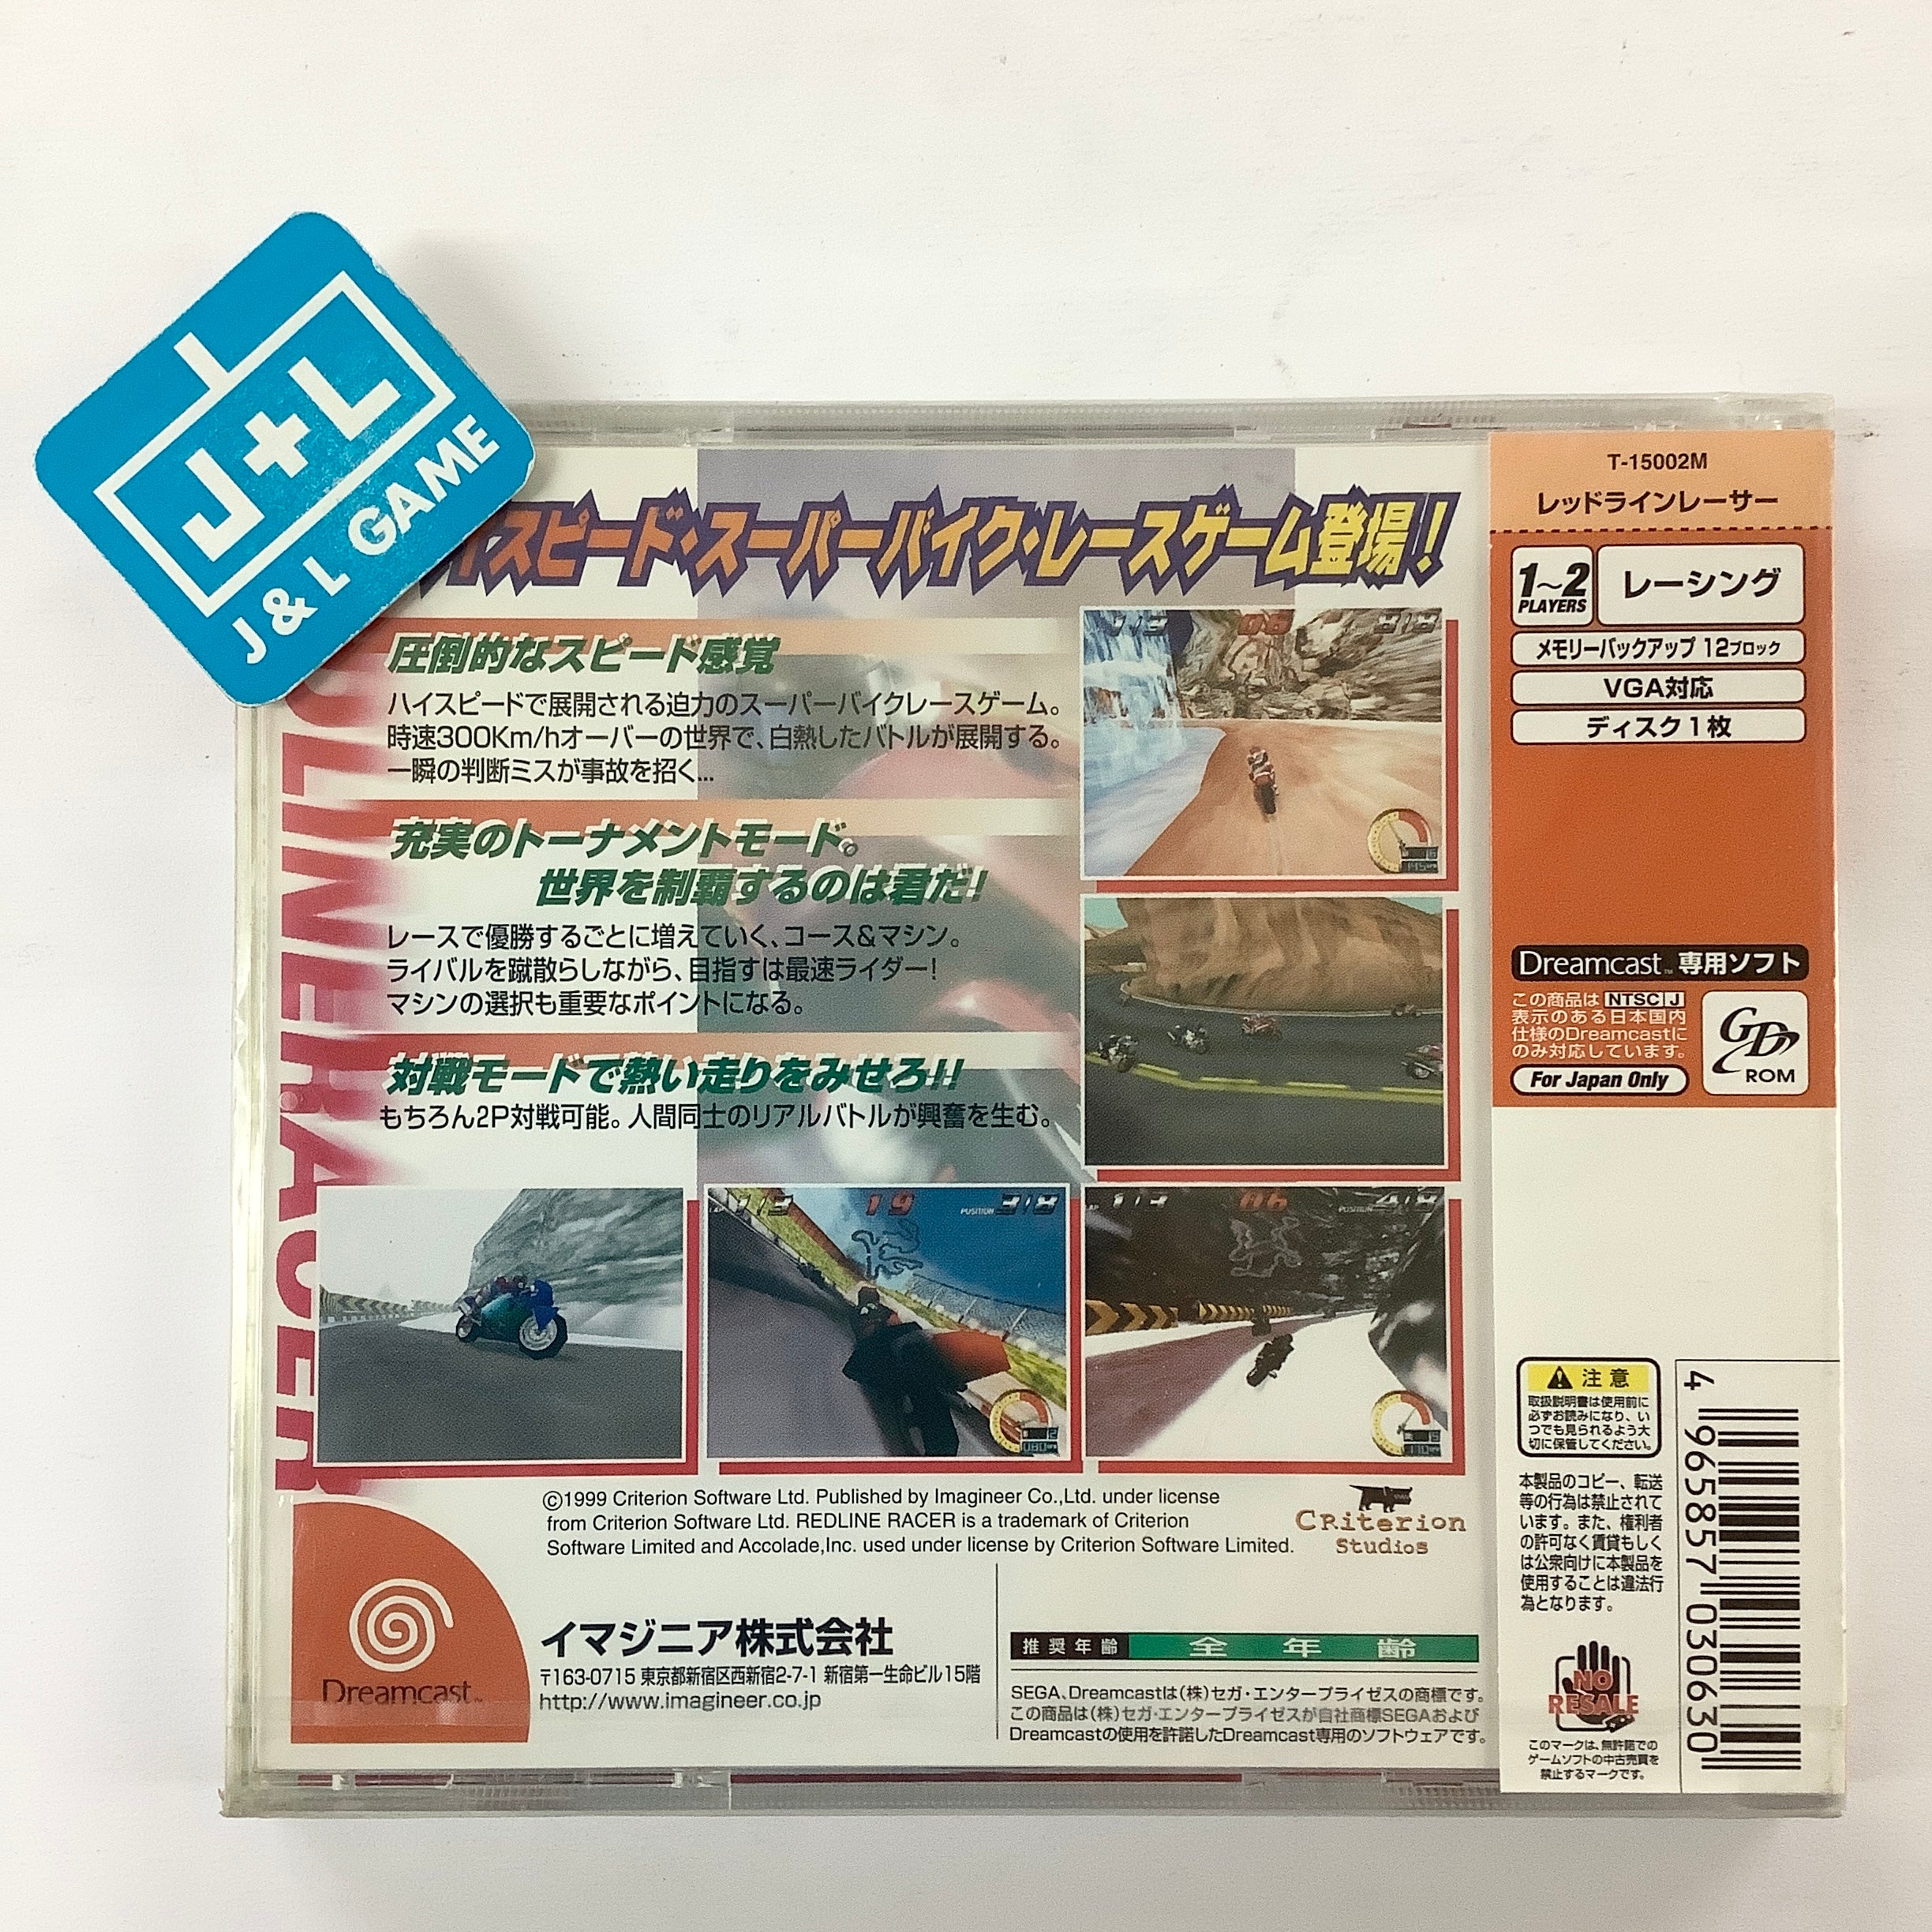 J+L
J & L GAME
イスピード・スーパーバイク・レースゲーム登場!
圧倒的なスピード感覚
ハイスピードで展開される迫力のスーパーバイクレースゲーム。
時速300Km/hオーバーの世界で、白熱したバトルが展開する。
一瞬の判断ミスが事故を招く...
充実のトーナメントモード。
世界を制覇するのは君だ!
レースで優勝するごとに増えていく、コース&マシン。
ライバルを蹴散らしながら、目指すは最速ライダー!
マシンの選択も重要なポイントになる。
対戦モードで熱い走りをみせろ!!
もちろん2P対戦可能。人間同士のリアルバトルが興奮を生む。
DLINE RACER
1/3 08 8/8
LAP 1/3 19 POSITION 3/8
LAP 1/3 06 POSITION 4/8
©1999 Criterion Software Ltd. Published by Imagineer Co.,Ltd. under license
from Criterion Software Ltd. REDLINE RACER is a trademark of Criterion
Software Limited and Accolade,Inc. used under license by Criterion Software Limited.
Criterion
Studios
Dreamcast™
イマジニア株式会社
〒163-0715 東京都新宿区西新宿2-7-1 新宿第一生命ビル15階
http://www.imagineer.co.jp
推奨年齢 全年齢
SEGA、Dreamcastは(株)セガ・エンタープライゼスの商標です。
この商品は(株)セガ・エンタープライゼスが自社商標SEGAおよび
Dreamcastの使用を許諾したDreamcast専用のソフトウェアです。
T-15002M
レッドラインレーサー
1~2
PLAYERS
レーシング
メモリーバックアップ 12ブロック
VGA対応
ディスク1枚
Dreamcast™ 専用ソフト
この商品は NTSC J
表示のある日本国内
仕様のDreamcastに
のみ対応しています。
For Japan Only
GD
ROM
注意
取扱説明書は使用前に
必ずお読みになり、い
つでも見られるよう大
切に保管してください。
本製品のコピー、転送
等の行為は禁止されて
います。また、権利者
の許可なく賃貸もしく
は公衆向けに本製品を
使用することは違法行
為となります。
NO
RESALE
このマークは、無許諾での
ゲームソフトの中古売買を
禁止するマークです。
4 965857 030630